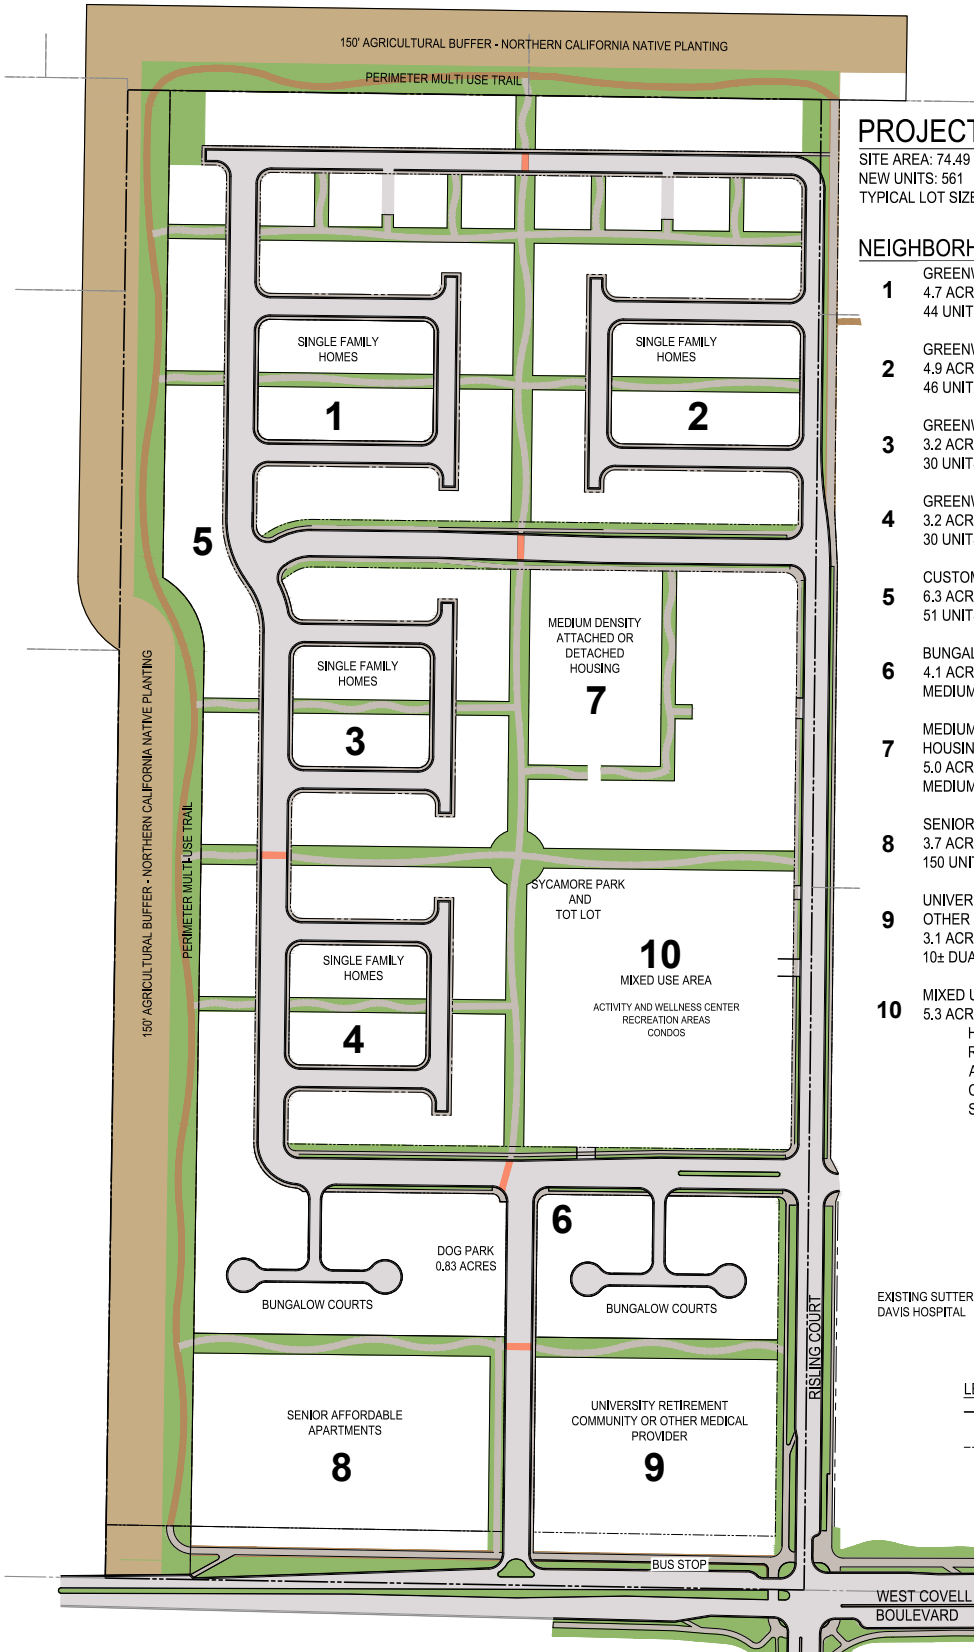 150' AGRICULTURAL BUFFER - NORTHERN CALIFORNIA NATIVE PLANTING
PERIMETER MULTI USE TRAIL
PROJECT
SITE AREA: 74.49
NEW UNITS: 561
TYPICAL LOT SIZE
NEIGHBORH
1
GREENW
4.7 ACR
44 UNIT
2
GREENW
4.9 ACR
46 UNIT
3
GREENW
3.2 ACR
30 UNIT
4
GREENW
3.2 ACR
30 UNIT
5
CUSTOM
6.3 ACR
51 UNIT
6
BUNGAL
4.1 ACR
MEDIUM
7
MEDIUM
HOUSIN
5.0 ACR
MEDIUM
8
SENIOR
3.7 ACR
150 UNI
9
UNIVER
OTHER
3.1 ACR
10± DUA
10
MIXED U
5.3 ACR
H
R
A
C
S
SINGLE FAMILY
HOMES
1
SINGLE FAMILY
HOMES
2
5
SINGLE FAMILY
HOMES
3
MEDIUM DENSITY
ATTACHED OR
DETACHED
HOUSING
7
150' AGRICULTURAL BUFFER - NORTHERN CALIFORNIA NATIVE PLANTING
PERIMETER MULTI-USE TRAIL
SYCAMORE PARK
AND
TOT LOT
SINGLE FAMILY
HOMES
4
10
MIXED USE AREA
ACTIVITY AND WELLNESS CENTER
RECREATION AREAS
CONDOS
6
DOG PARK
0.83 ACRES
BUNGALOW COURTS
BUNGALOW COURTS
RISLING COURT
EXISTING SUTTER
DAVIS HOSPITAL
LE
SENIOR AFFORDABLE
APARTMENTS
8
UNIVERSITY RETIREMENT
COMMUNITY OR OTHER MEDICAL
PROVIDER
9
BUS STOP
WEST COVELL
BOULEVARD